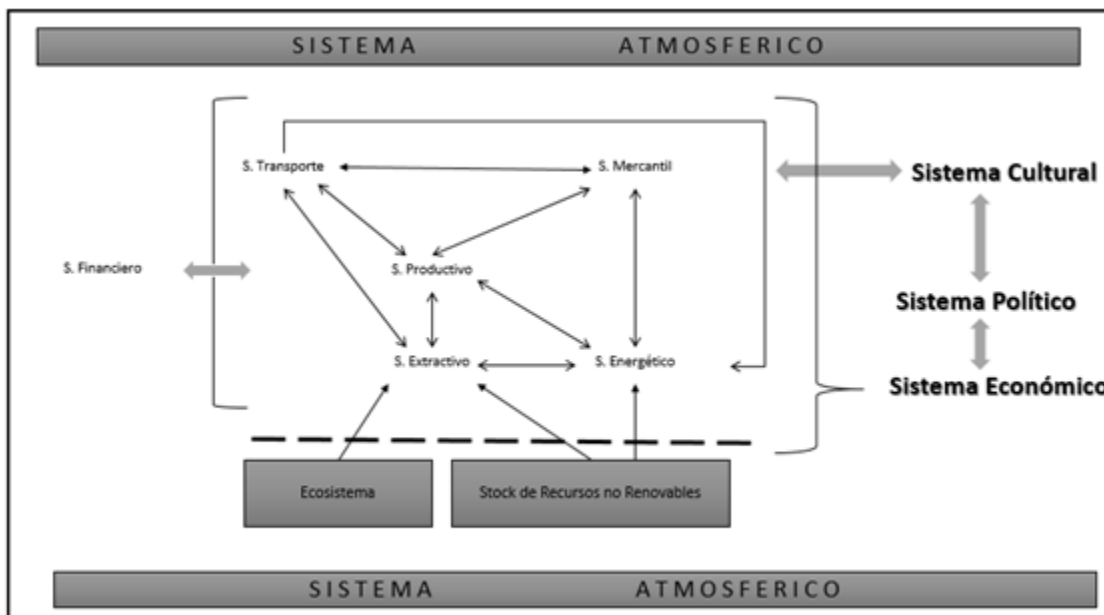 SISTEMA ATMOSFERICO
S. Transporte
S. Mercantil
Sistema Cultural
S. Financiero
S. Productivo
Sistema Político
S. Extractivo
S. Energético
Sistema Económico
Ecosistema
Stock de Recursos no Renovables
SISTEMA ATMOSFERICO